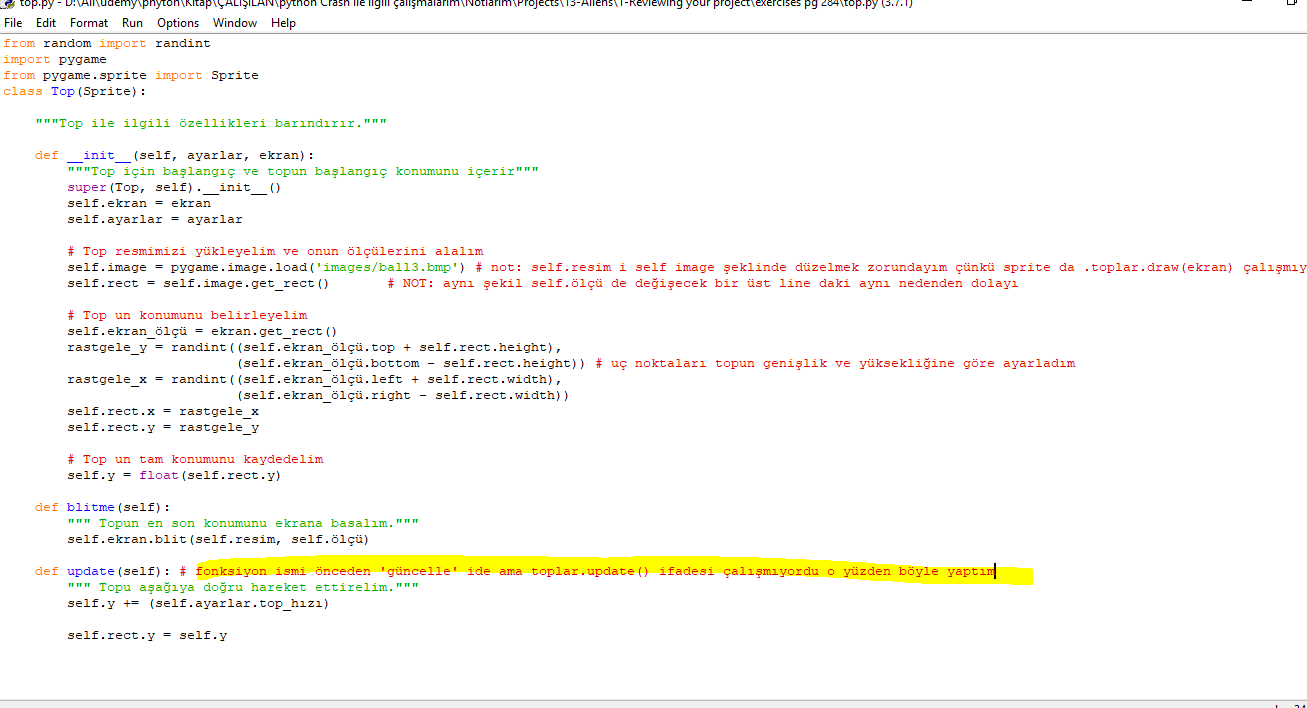 top.py - D:\Ali\udemy\phyton\Kitap\ÇALIŞILAN\python Crash ile ilgili çalışmalarım\Notlarım\Projects\13-Aliens\1-Reviewing your project\exercises pg 284\top.py (3.7.1)
File Edit Format Run Options Window Help
from random import randint
import pygame
from pygame.sprite import Sprite
class Top(Sprite):
"""Top ile ilgili özellikleri barındırır."""
def __init__(self, ayarlar, ekran):
"""Top için başlangıç ve topun başlangıç konumunu içerir"""
super(Top, self).__init__()
self.ekran = ekran
self.ayarlar = ayarlar
# Top resmimizi yükleyelim ve onun ölçülerini alalım
self.image = pygame.image.load('images/ball3.bmp') # not: self.resim i self image şeklinde düzelmek zorundayım çünkü sprite da .toplar.draw(ekran) çalışmıy
self.rect = self.image.get_rect() # NOT: aynı şekil self.ölçü de değişecek bir üst line daki aynı nedenden dolayı
# Top un konumunu belirleyelim
self.ekran_ölçü = ekran.get_rect()
rastgele_y = randint((self.ekran_ölçü.top + self.rect.height),
(self.ekran_ölçü.bottom - self.rect.height)) # uç noktaları topun genişlik ve yüksekliğine göre ayarladım
rastgele_x = randint((self.ekran_ölçü.left + self.rect.width),
(self.ekran_ölçü.right - self.rect.width))
self.rect.x = rastgele_x
self.rect.y = rastgele_y
# Top un tam konumunu kaydedelim
self.y = float(self.rect.y)
def blitme(self):
""" Topun en son konumunu ekrana basalım."""
self.ekran.blit(self.resim, self.ölçü)
def update(self): # fonksiyon ismi önceden 'güncelle' ide ama toplar.update() ifadesi çalışmıyordu o yüzden böyle yaptım
""" Topu aşağıya doğru hareket ettirelim."""
self.y += (self.ayarlar.top_hızı)
self.rect.y = self.y